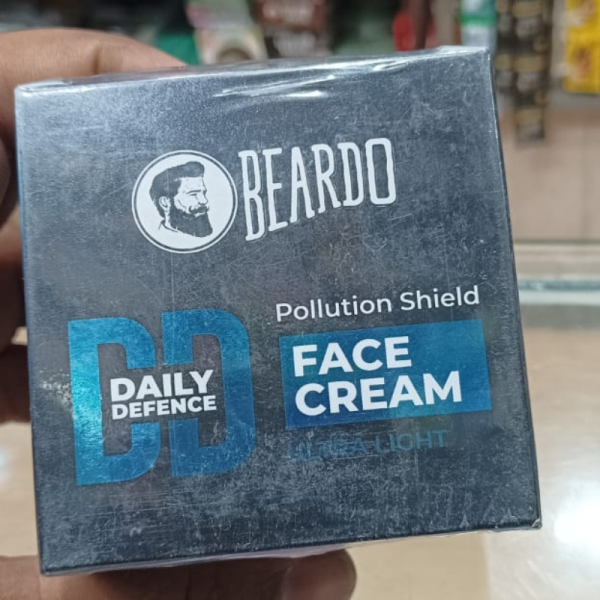 BEARDO
Pollution Shield
DD
DAILY
DEFENCE
FACE
CREAM
ULTRA LIGHT